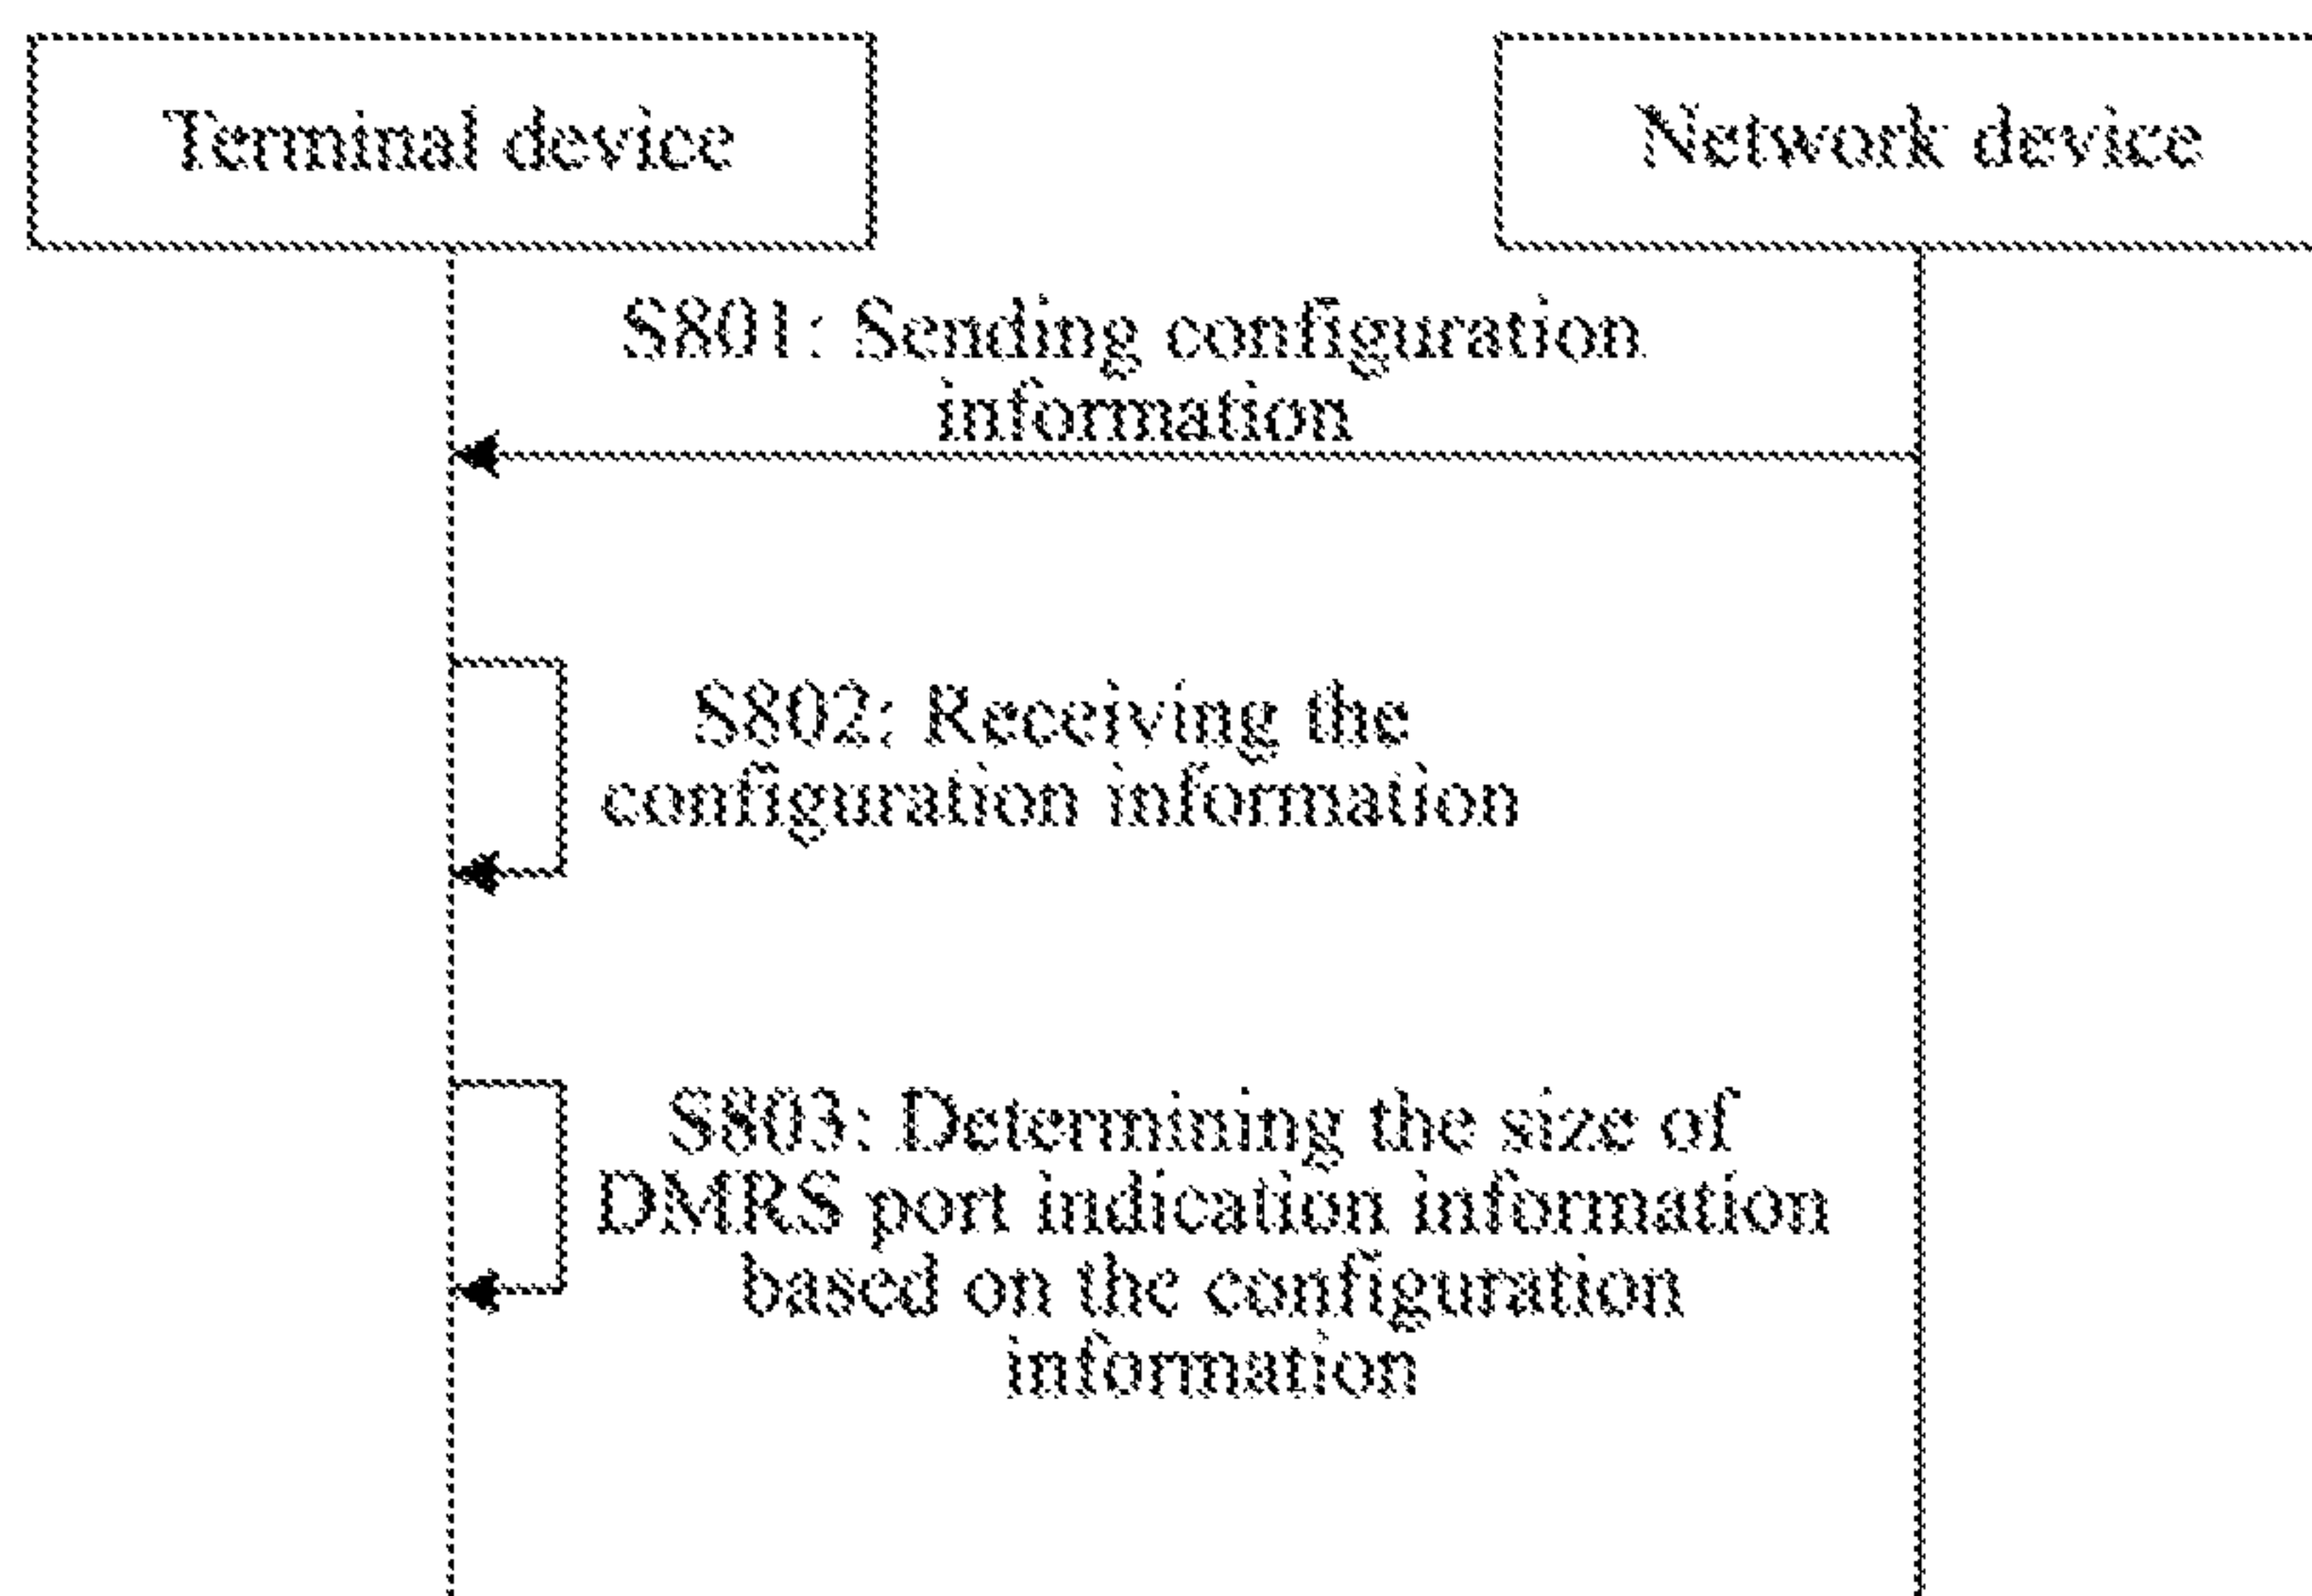 Terminal device
Network device
S801: Sending configuration
information
S802: Receiving the
configuration information
S803: Determining the size of
DMRS port indication information
based on the configuration
information